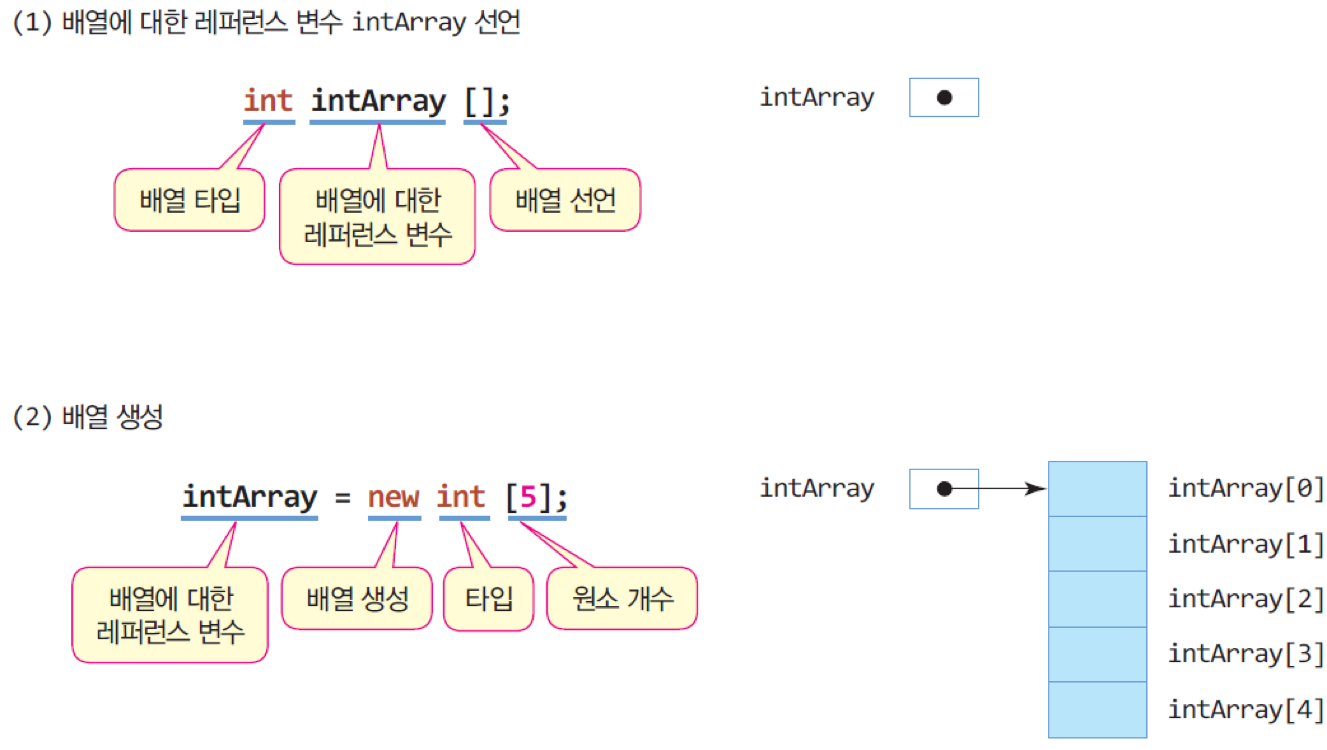 (1) 배열에 대한 레퍼런스 변수 intArray 선언
int intArray [];
intArray
배열 타입
배열에 대한
레퍼런스 변수
배열 선언
(2) 배열 생성
intArray = new int [5];
배열에 대한
레퍼런스 변수
배열 생성
타입
원소 개수
intArray
intArray[0]
intArray[1]
intArray[2]
intArray[3]
intArray[4]